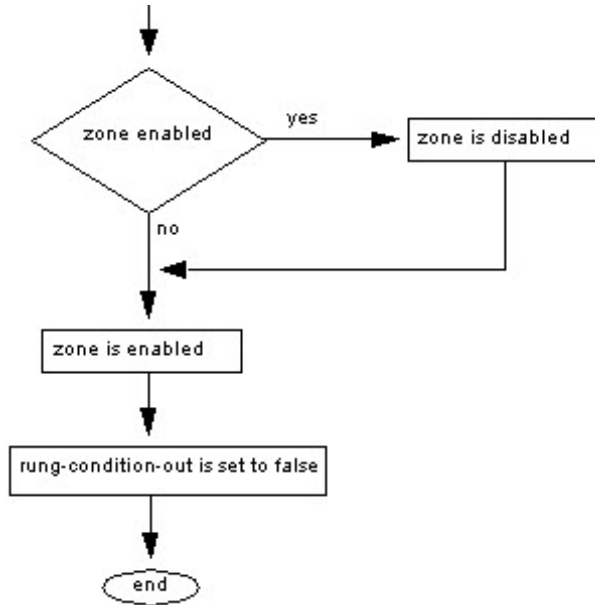 zone enabled
yes
zone is disabled
no
zone is enabled
rung-condition-out is set to false
end